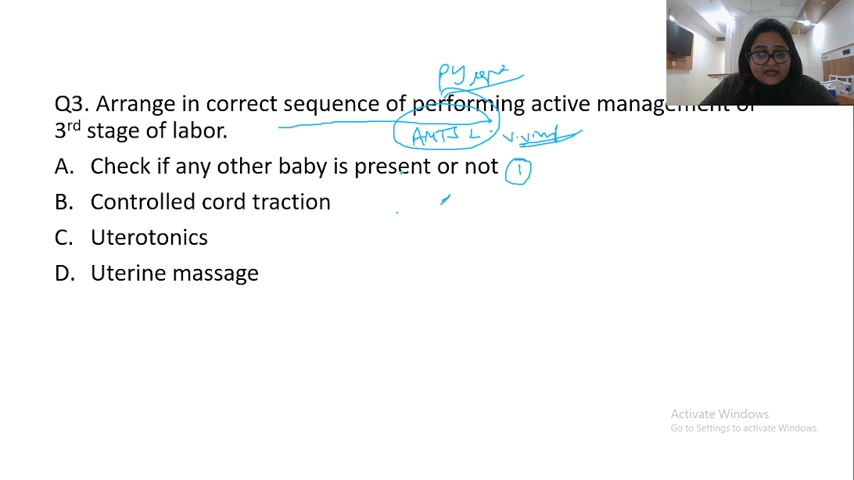 Q3. Arrange in correct sequence of performing active management of
AMTSL
3rd stage of labor.
A. Check if any other baby is present or not 1
B. Controlled cord traction
C. Uterotonics
D. Uterine massage
Activate Windows
Go to Settings to activate Windows.